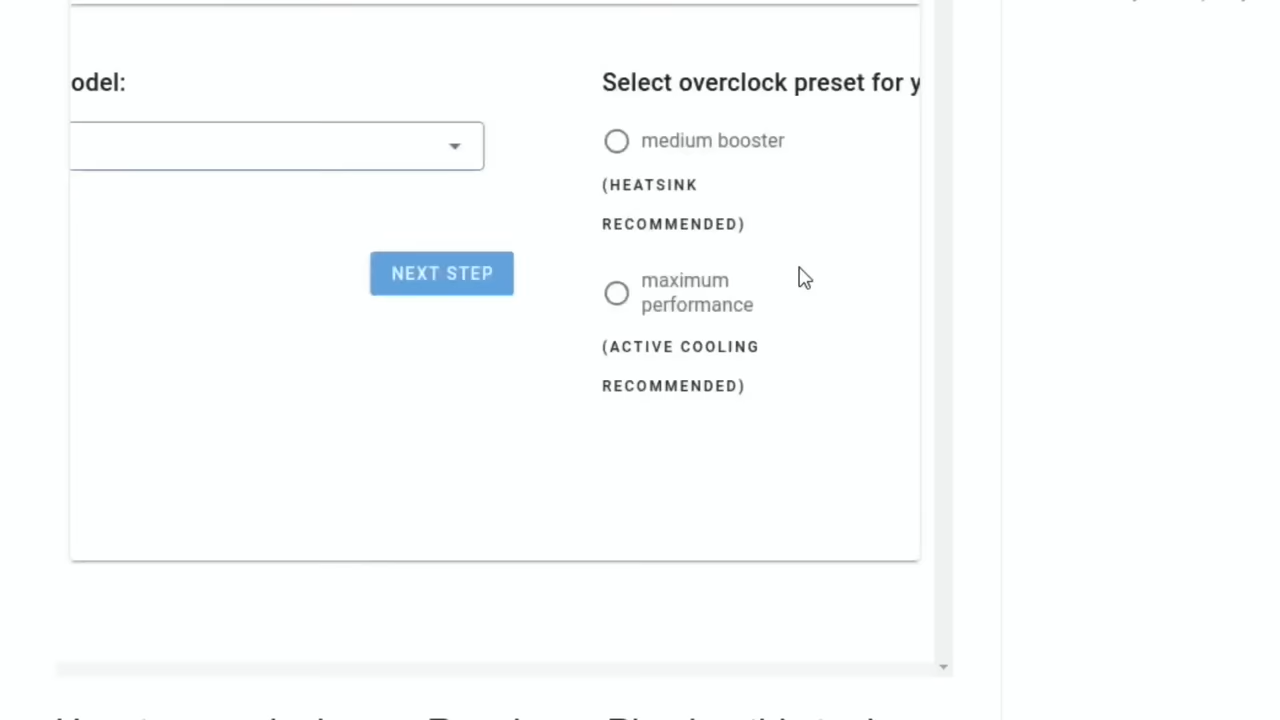 odel:
Select overclock preset for y
medium booster
(HEATSINK
RECOMMENDED)
NEXT STEP
maximum
performance
(ACTIVE COOLING
RECOMMENDED)